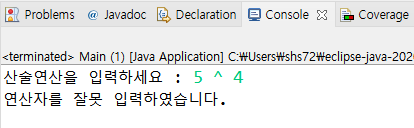 Problems @ Javadoc Declaration Console Coverage
<terminated> Main (1) [Java Application] C:₩Users₩shs72₩eclipse-java-202
산술연산을 입력하세요 : 5 ^ 4
연산자를 잘못 입력하였습니다.